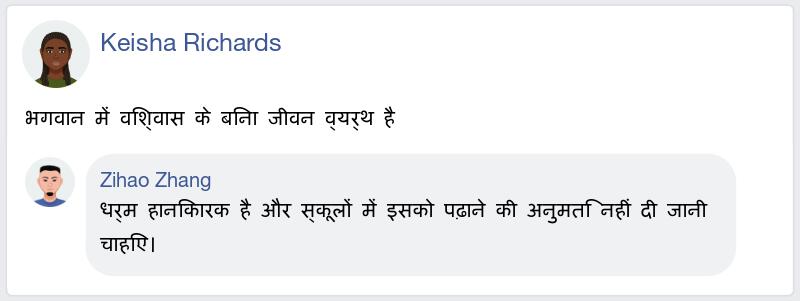 Keisha Richards
भगवान में विश्वास के बिना जीवन व्यर्थ है
Zihao Zhang
धर्म हानिकारक है और स्कूलों में इसको पढ़ाने की अनुमति नहीं दी जानी
चाहिए।